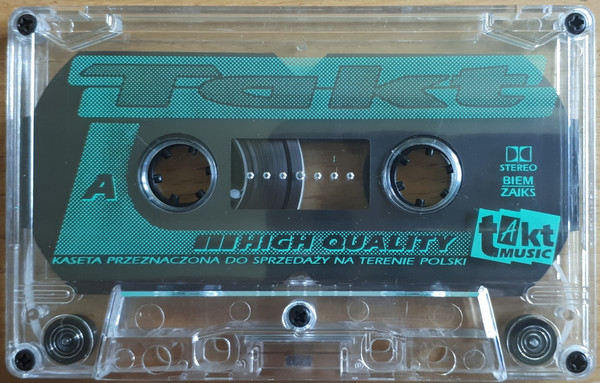 Takt
A
STEREO
BIEM
ZAIKS
HIGH QUALITY
takt
MUSIC
KASETA PRZEZNACZONA DO SPRZEDAŻY NA TERENIE POLSKI